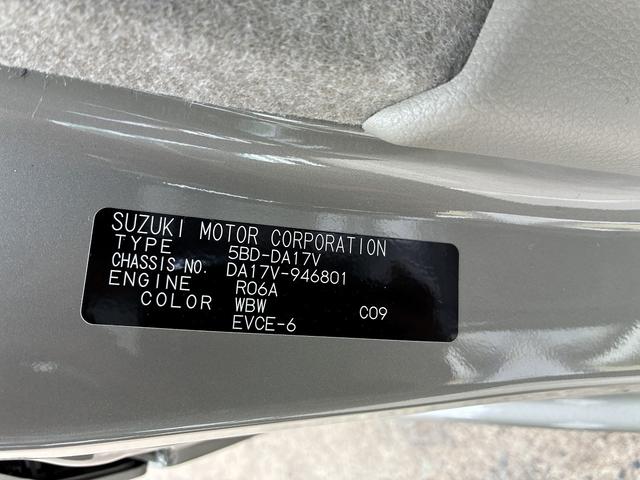 SUZUKI MOTOR CORPORATION
TYPE 5BD-DA17V
CHASSIS NO. DA17V-946801
ENGINE R06A
COLOR WBW C09
EVCE-6